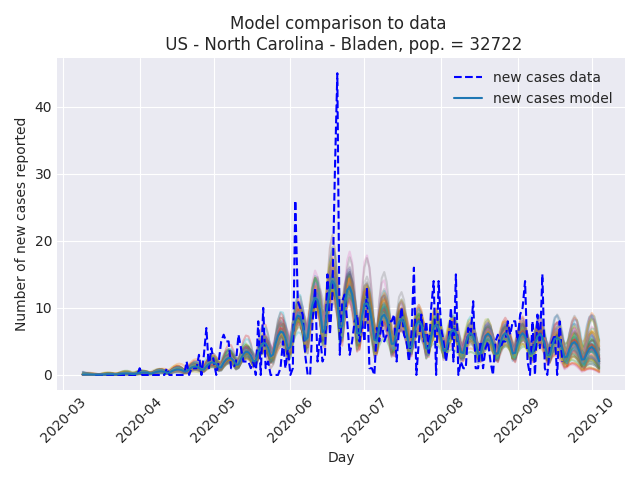 Model comparison to data
US - North Carolina - Bladen, pop. = 32722
new cases data
new cases model
Number of new cases reported
40
30
20
10
0
2020-03
2020-04
2020-05
2020-06
2020-07
2020-08
2020-09
2020-10
Day